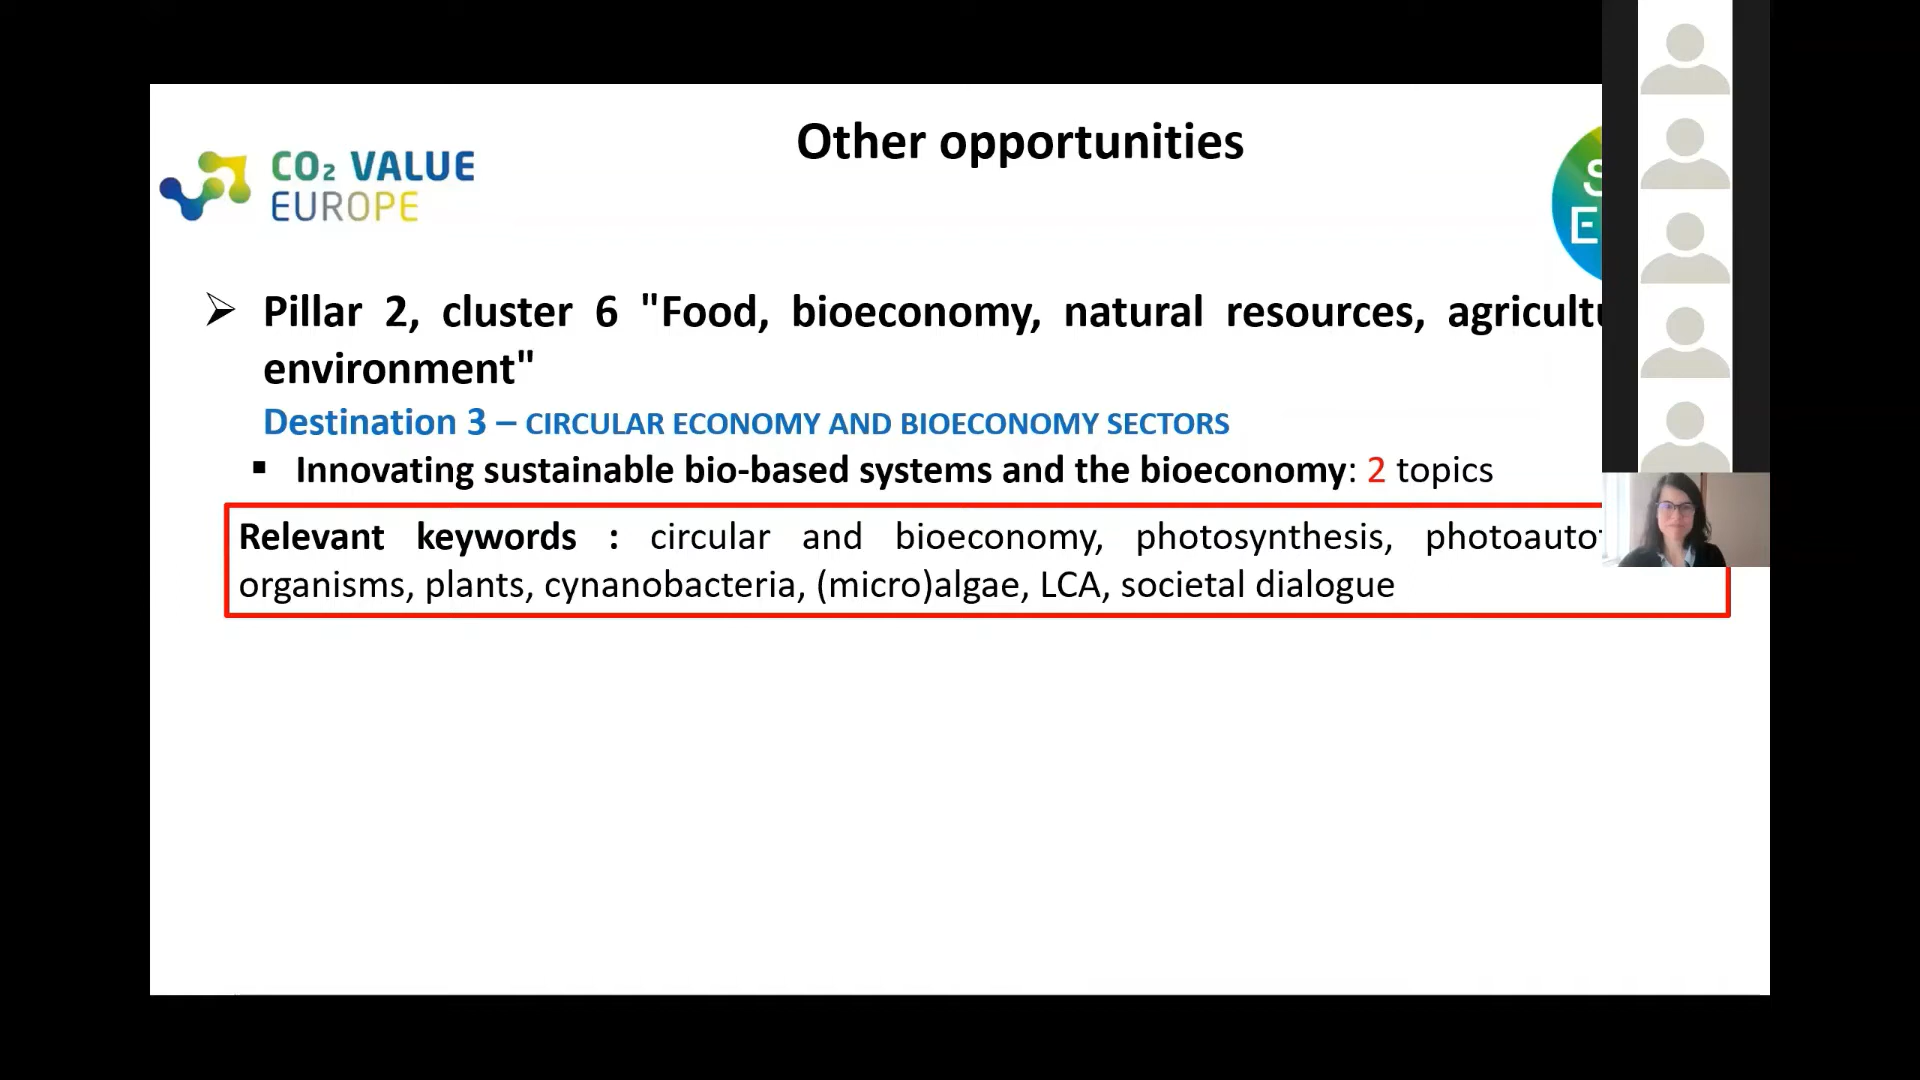 Other opportunities
CO₂ VALUE
EUROPE
S
E
➢ Pillar 2, cluster 6 "Food, bioeconomy, natural resources,
environment"
Destination 3 – CIRCULAR ECONOMY AND BIOECONOMY SECTORS
▪ Innovating sustainable bio-based systems and the bioeconomy: 2 topics
Relevant keywords : circular and bioeconomy, photosynthesis,
organisms, plants, cynanobacteria, (micro)algae, LCA, societal dialogue